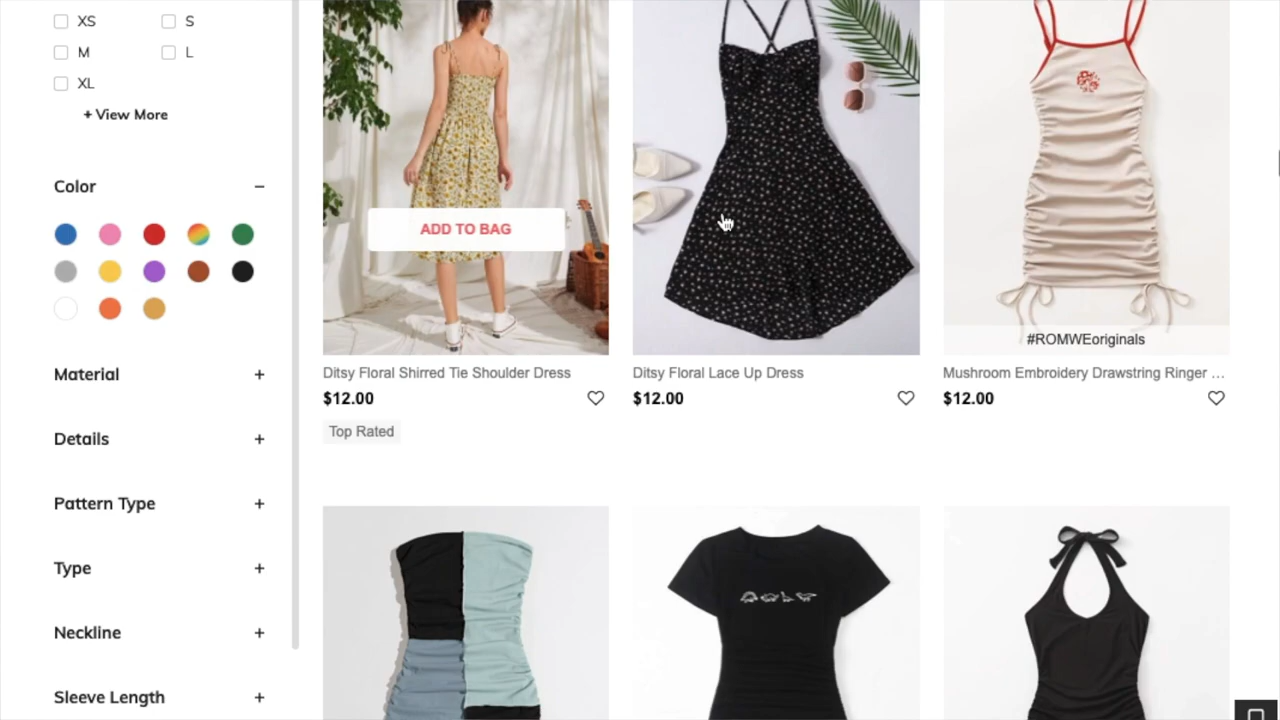 XS
S
M
L
XL
+ View More
Color
Material
Details
Pattern Type
Type
Neckline
Sleeve Length
ADD TO BAG
#ROMWEoriginals
Ditsy Floral Shirred Tie Shoulder Dress
$12.00
Top Rated
Ditsy Floral Lace Up Dress
$12.00
Mushroom Embroidery Drawstring Ringer ...
$12.00